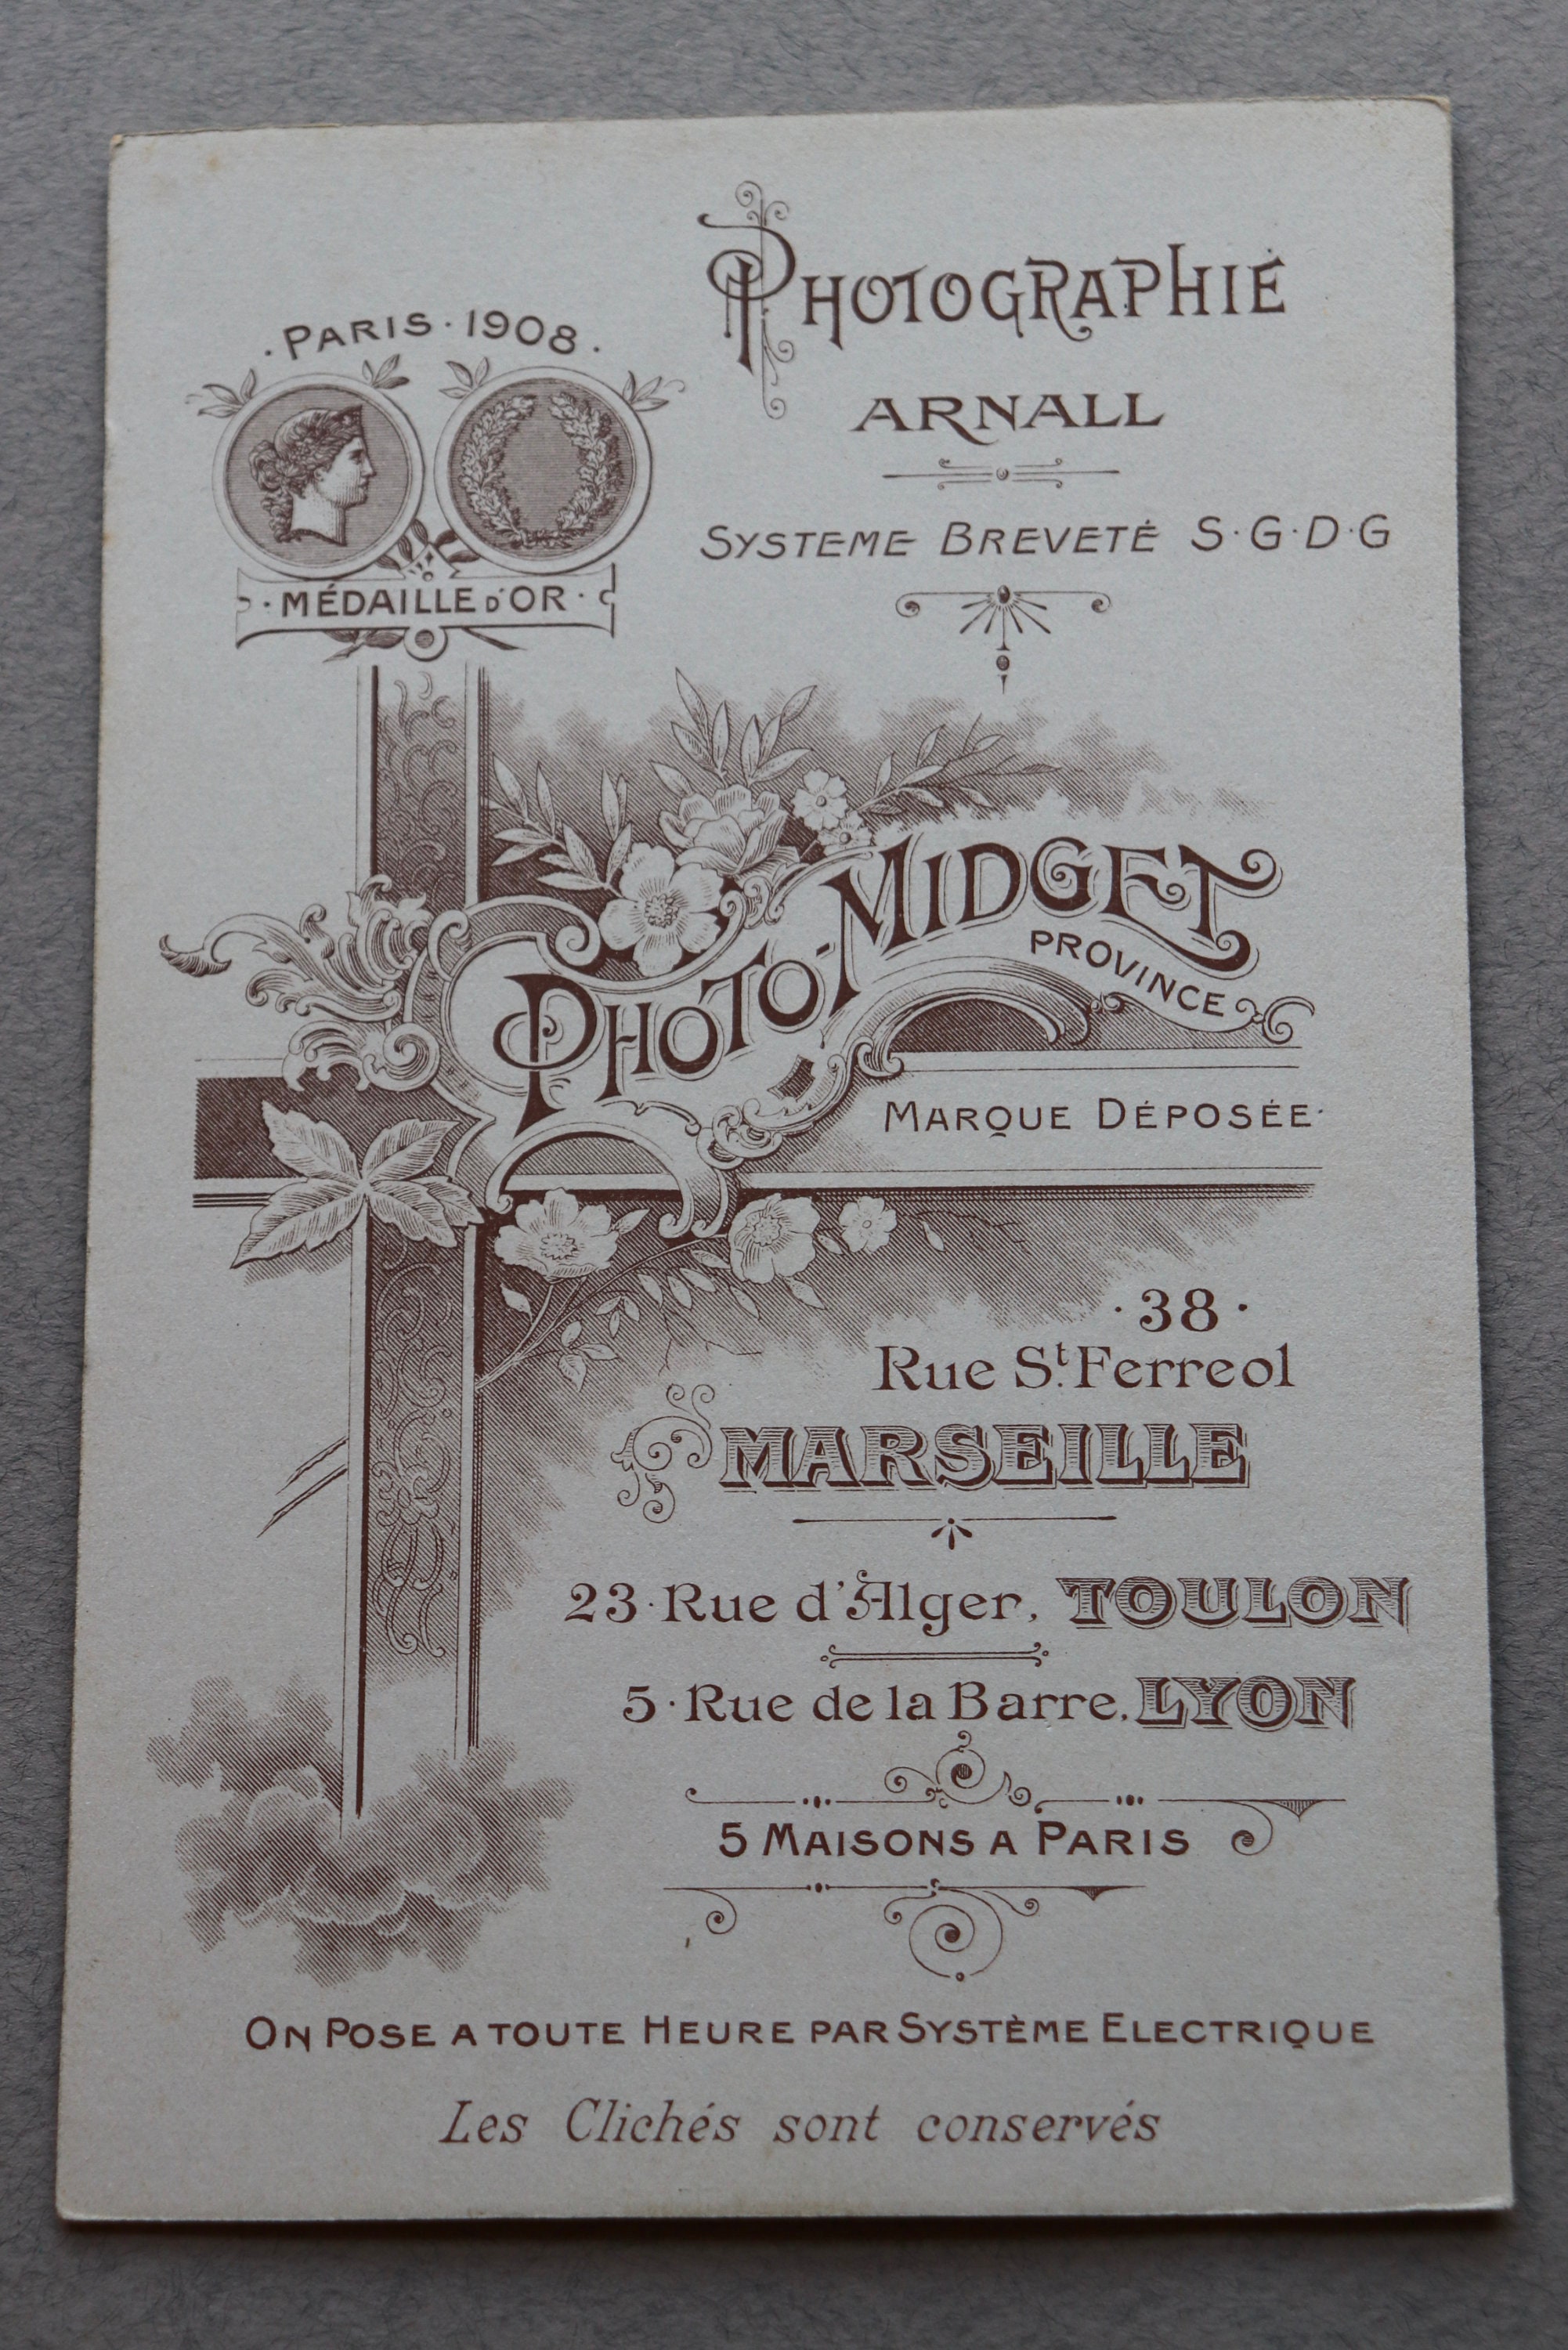 PHOTOGRAPHIE
PARIS · 1908
ARNALL
SYSTEME BREVETÉ S·G·D·G
MÉDAILLE D'OR
PHOTO-MIDGET
PROVINCE
MARQUE DÉPOSÉE
38
Rue St. Ferreol
MARSEILLE
23 · Rue d'Alger, TOULON
5 · Rue de la Barre. LYON
5 MAISONS A PARIS
ON POSE A TOUTE HEURE PAR SYSTÈME ELECTRIQUE
Les Clichés sont conservés